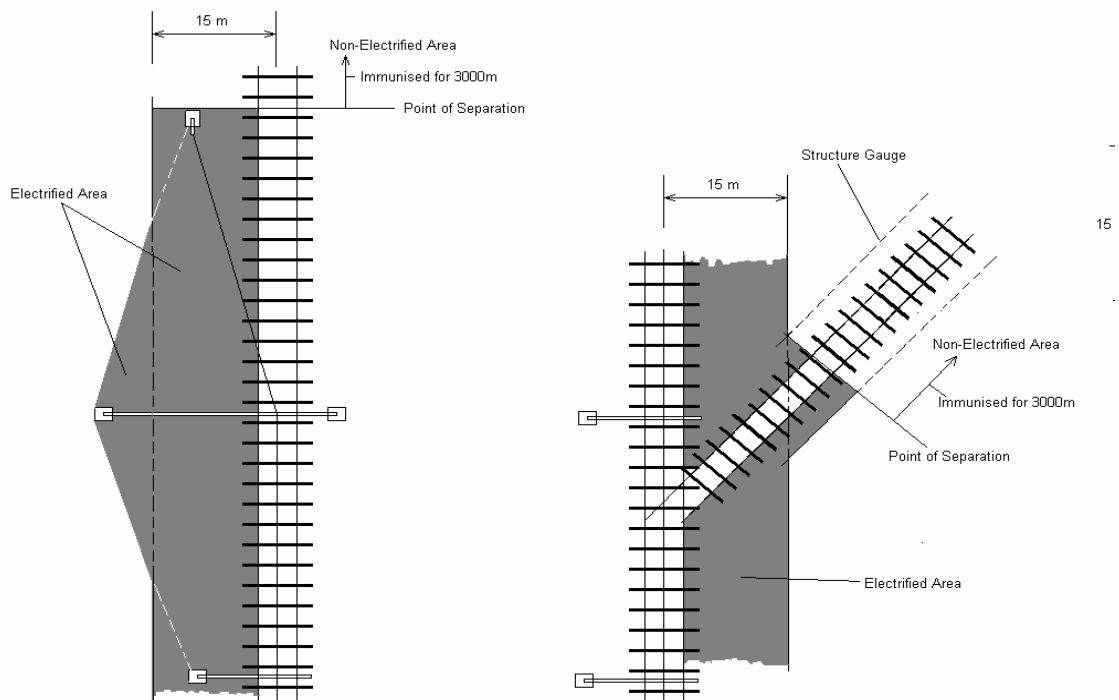 15 m
Non-Electrified Area
Immunised for 3000m
Point of Separation
Electrified Area
Structure Gauge
15 m
15
Non-Electrified Area
Immunised for 3000m
Point of Separation
Electrified Area